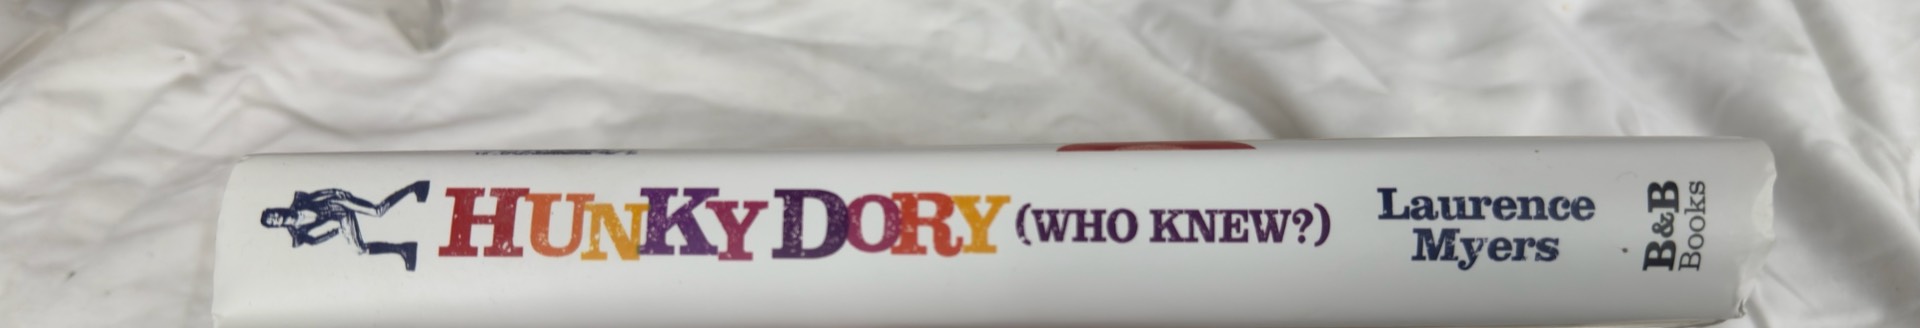 HUNKY DORY (WHO KNEW?)
Laurence
Myers
B&B
Books